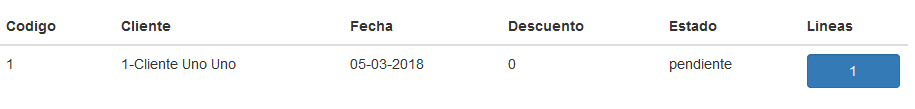 Codigo Cliente Fecha Descuento Estado Lineas
1 1-Cliente Uno Uno 05-03-2018 0 pendiente 1